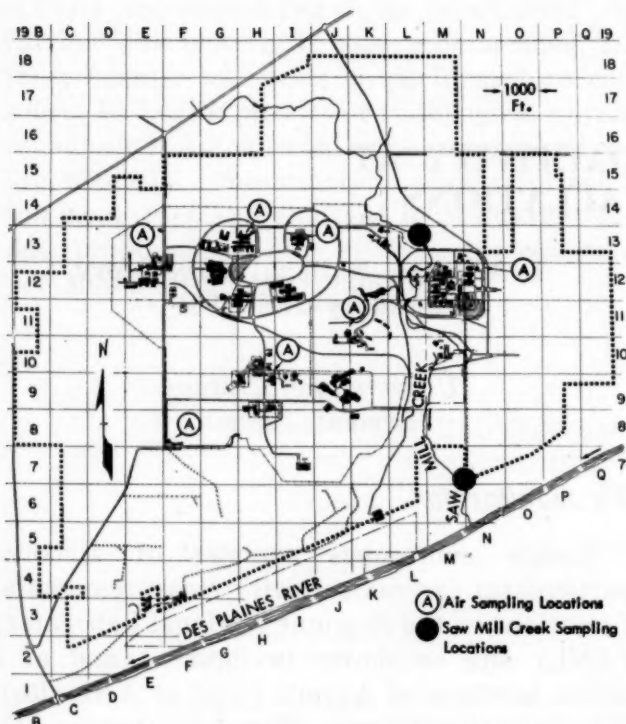 19 B C D E F G H I J K L M N O P Q 19
18
17
16
15
14
13
12
11
10
9
8
7
6
5
4
3
2
18
17
1000
Ft.
16
15
14
13
12
11
10
9
8
7
A
A
A
A
A
A
A
N
5
SAW MILL CREEK
DES PLAINES RIVER
B C D E F G H I J K L M N O P Q
A Air Sampling Locations
Saw Mill Creek Sampling
Locations